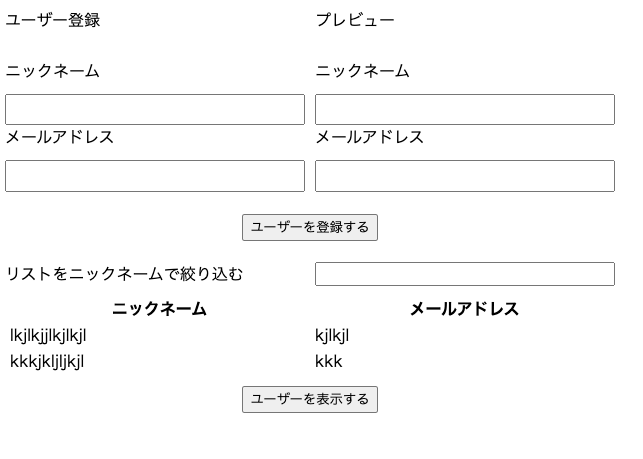 ユーザー登録 プレビュー
ニックネーム ニックネーム
メールアドレス メールアドレス
ユーザーを登録する
リストをニックネームで絞り込む
ニックネーム メールアドレス
lkjlkjjlkjlkjl kjlkjl
kkkjkljljkjl kkk
ユーザーを表示する